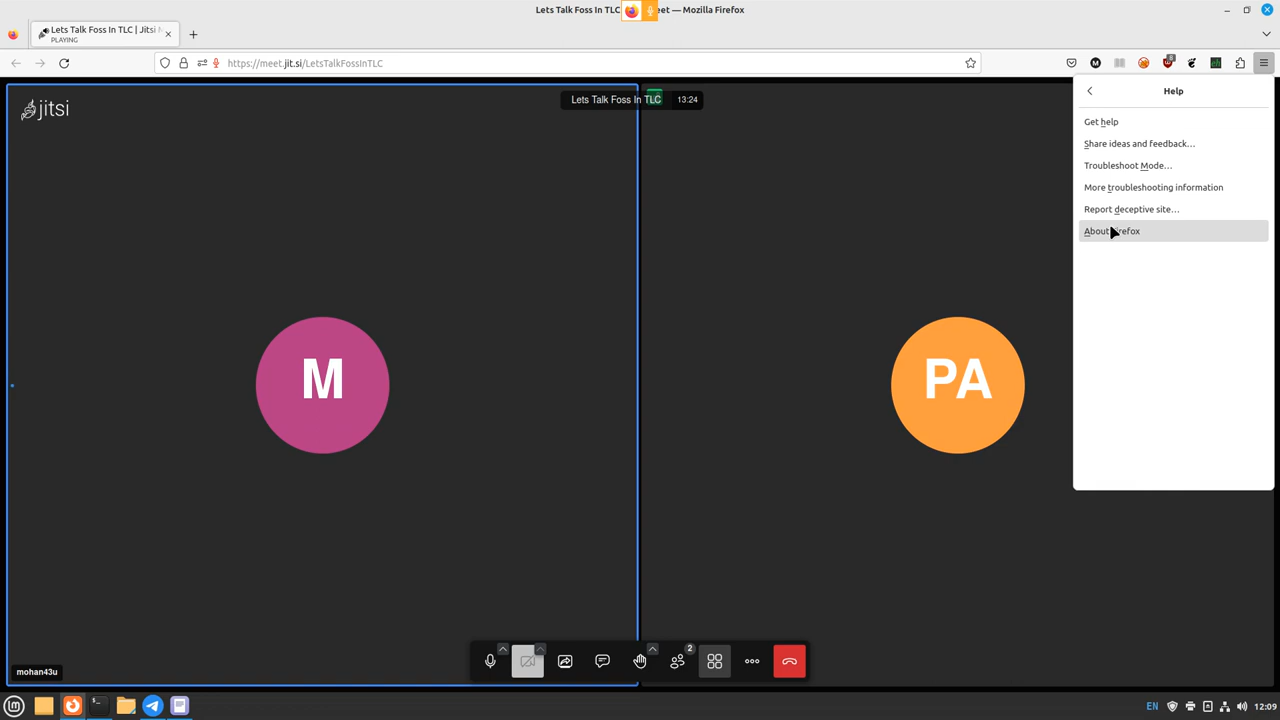 Lets Talk Foss In TLC eet — Mozilla Firefox
Lets Talk Foss In TLC | Jitsi M
PLAYING
https://meet.jit.si/LetsTalkFossInTLC
jitsi
Lets Talk Foss In TLC 13:24
Help
Get help
Share ideas and feedback...
Troubleshoot Mode...
More troubleshooting information
Report deceptive site...
About Firefox
M
PA
2
mohan43u
EN
12:09